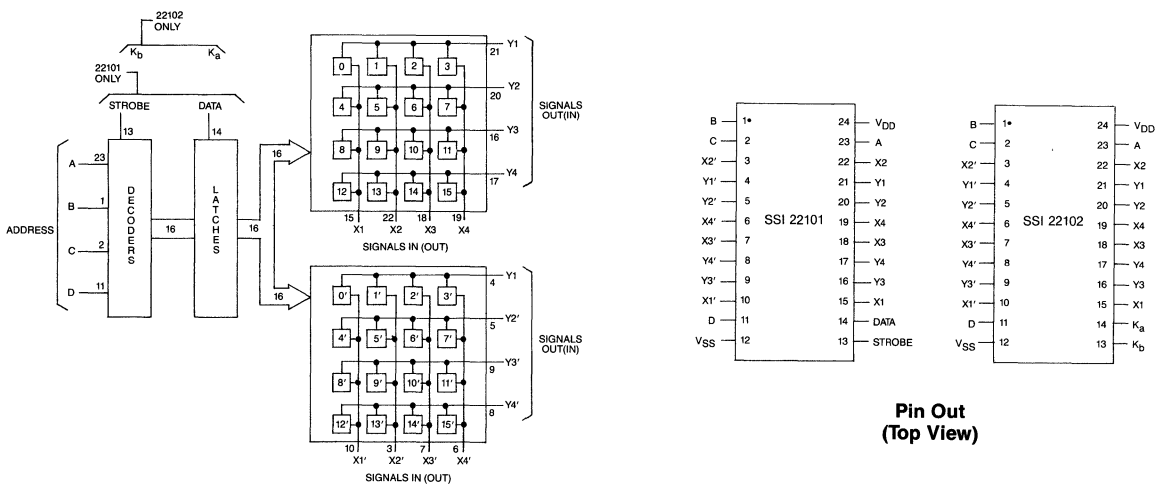 22102
ONLY
Kb Ka
22101
ONLY
STROBE DATA
13 14
ADDRESS
A 23
B 1
C 2
D 11
DECODERS
16
LATCHES
16
16
16
Y1
21
0 1 2 3
Y2
20
4 5 6 7
Y3
16
8 9 10 11
Y4
17
12 13 14 15
15 22 18 19
X1 X2 X3 X4
SIGNALS IN (OUT)
SIGNALS
OUT(IN)
Y1
4
0' 1' 2' 3'
Y2'
5
4' 5' 6' 7'
Y3'
9
8' 9' 10' 11'
Y4'
8
12' 13' 14' 15'
10 3 7 6
X1' X2' X3' X4'
SIGNALS IN (OUT)
SIGNALS
OUT(IN)
SSI 22101
B 1 24 VDD
C 2 23 A
X2' 3 22 X2
Y1' 4 21 Y1
Y2' 5 20 Y2
X4' 6 19 X4
X3' 7 18 X3
Y4' 8 17 Y4
Y3' 9 16 Y3
X1' 10 15 X1
D 11 14 DATA
VSS 12 13 STROBE
SSI 22102
B 1 24 VDD
C 2 23 A
X2' 3 22 X2
Y1' 4 21 Y1
Y2' 5 20 Y2
X4' 6 19 X4
X3' 7 18 X3
Y4' 8 17 Y4
Y3' 9 16 Y3
X1' 10 15 X1
D 11 14 Ka
VSS 12 13 Kb
Pin Out
(Top View)